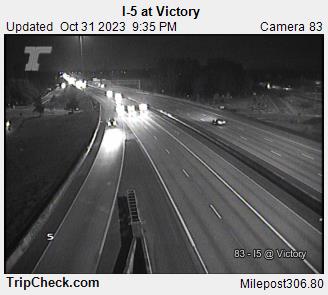 I-5 at Victory
Updated Oct 31 2023 9:35 PM Camera 83
T
S
83 - I5 @ Victory
TripCheck.com Milepost306.80